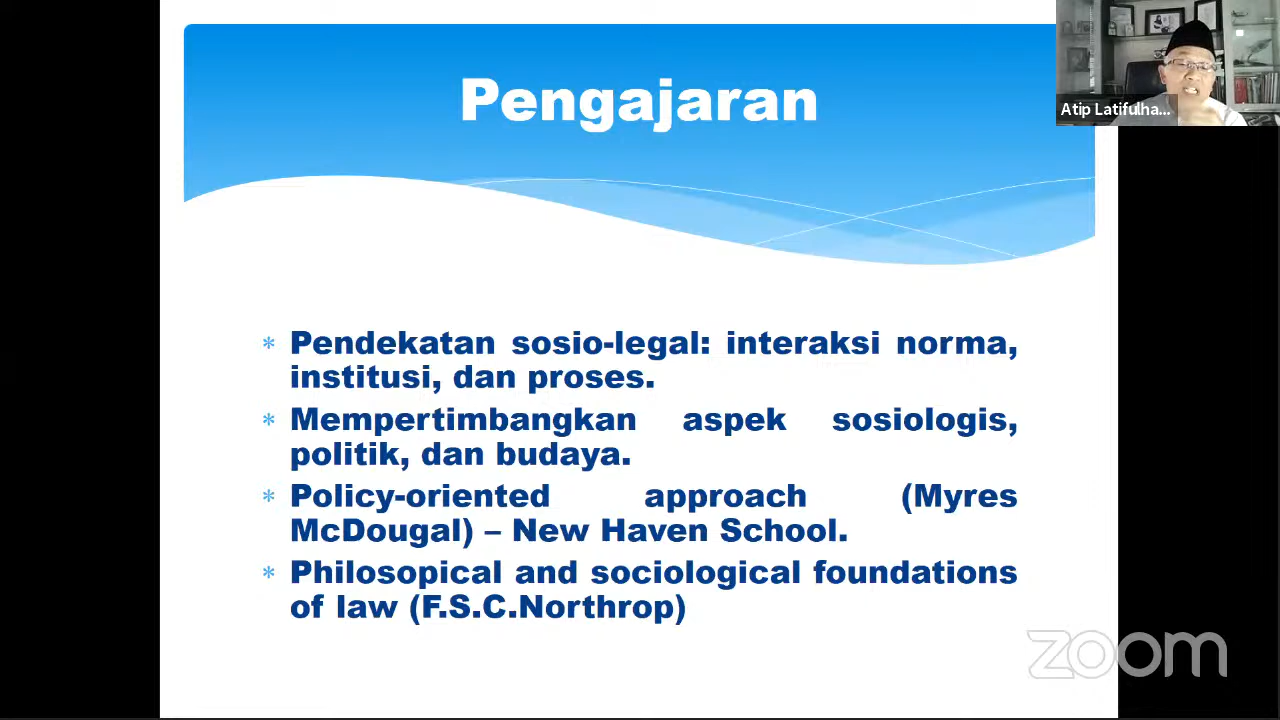 Pengajaran
Atip Latifulha...
* Pendekatan sosio-legal: interaksi norma,
institusi, dan proses.
* Mempertimbangkan aspek sosiologis,
politik, dan budaya.
* Policy-oriented approach (Myres
McDougal) – New Haven School.
* Philosopical and sociological foundations
of law (F.S.C.Northrop)
zoom